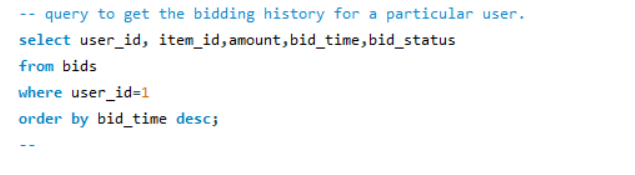 -- query to get the bidding history for a particular user.
select user_id, item_id,amount,bid_time,bid_status
from bids
where user_id=1
order by bid_time desc;
--